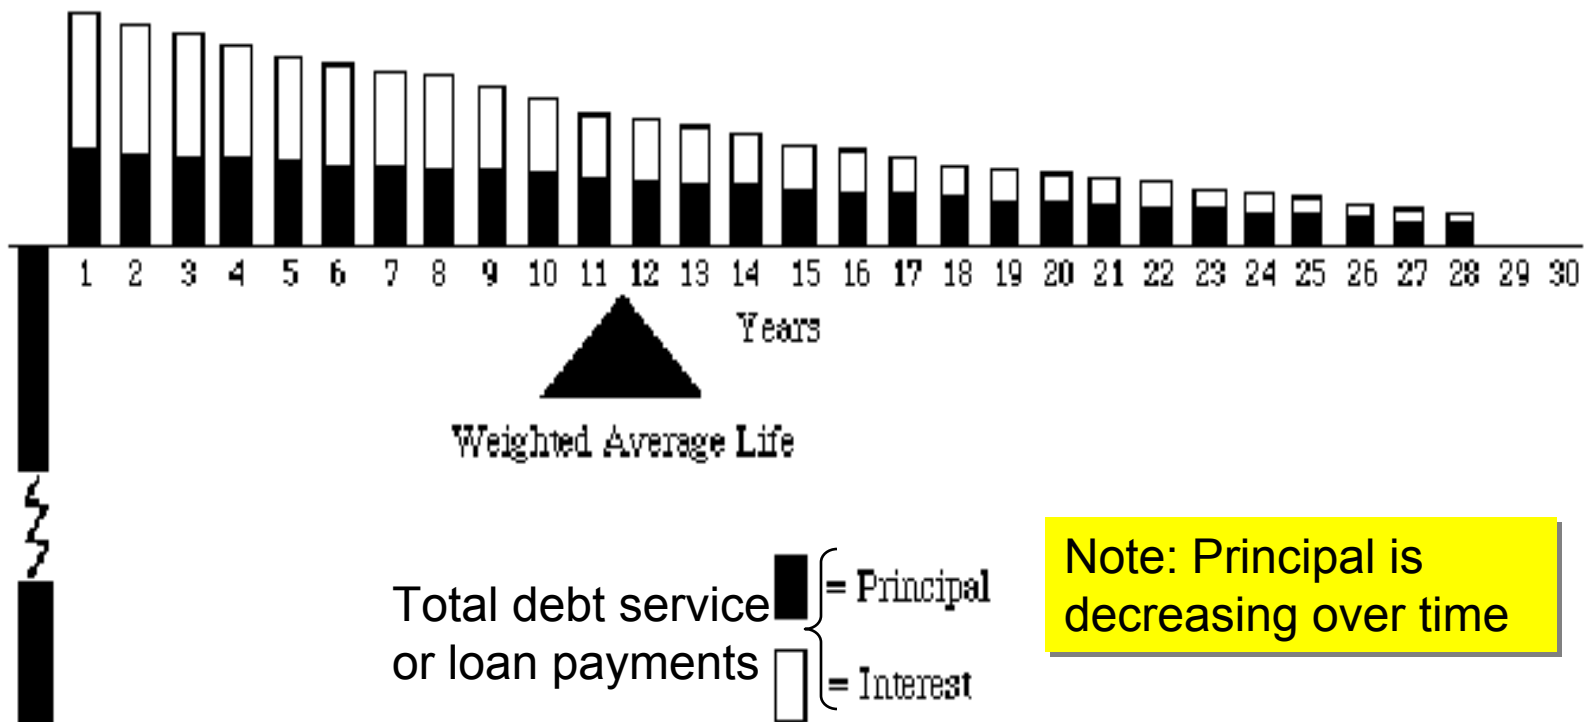 1 2 3 4 5 6 7 8 9 10 11 12 13 14 15 16 17 18 19 20 21 22 23 24 25 26 27 28 29 30
Years
Weighted Average Life
Total debt service
or loan payments
= Principal
= Interest
Note: Principal is
decreasing over time